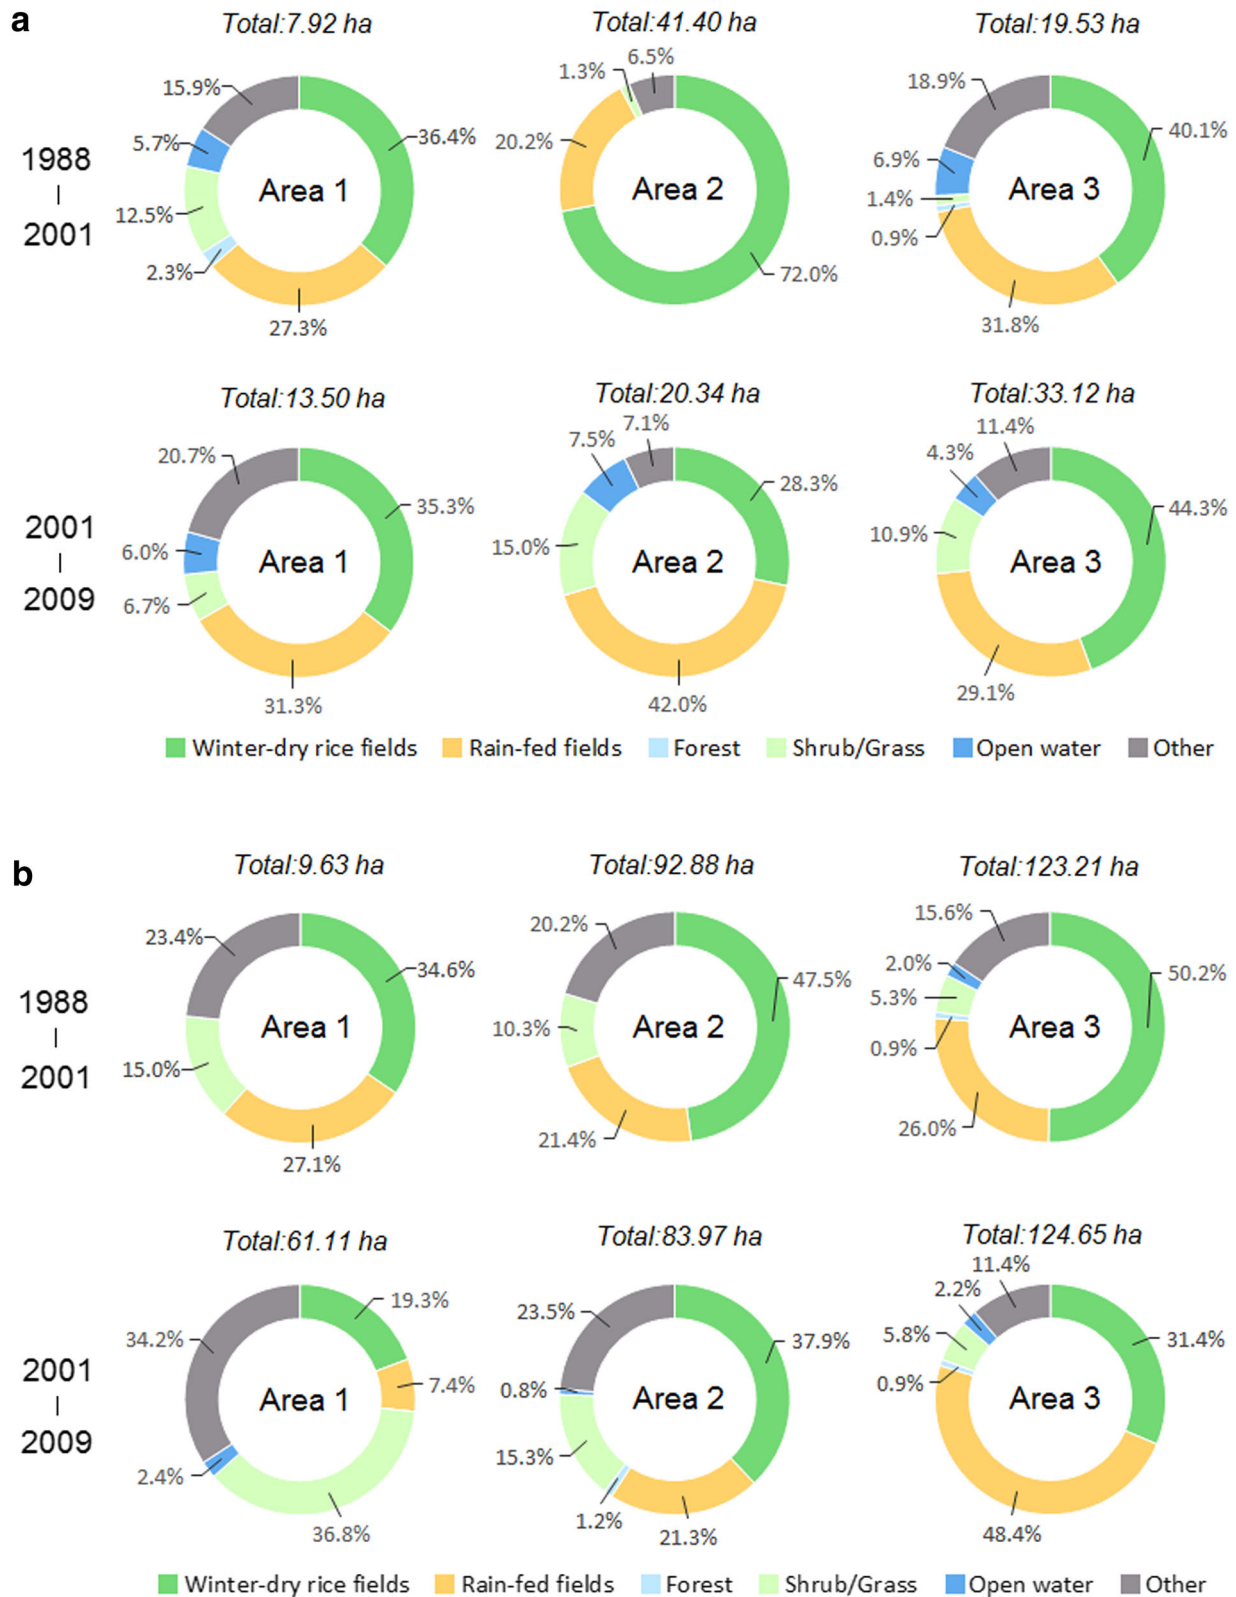 a
Total:7.92 ha
Total:41.40 ha
Total:19.53 ha
1988
2001
Area 1
36.4%
27.3%
2.3%
12.5%
5.7%
15.9%
Area 2
72.0%
20.2%
1.3%
6.5%
Area 3
40.1%
31.8%
0.9%
1.4%
6.9%
18.9%
Total:13.50 ha
Total:20.34 ha
Total:33.12 ha
2001
2009
Area 1
35.3%
31.3%
6.7%
6.0%
20.7%
Area 2
28.3%
42.0%
15.0%
7.5%
7.1%
Area 3
44.3%
29.1%
10.9%
4.3%
11.4%
Winter-dry rice fields Rain-fed fields Forest Shrub/Grass Open water Other
b
Total:9.63 ha
Total:92.88 ha
Total:123.21 ha
1988
2001
Area 1
34.6%
27.1%
15.0%
23.4%
Area 2
47.5%
21.4%
10.3%
20.2%
Area 3
50.2%
26.0%
0.9%
5.3%
2.0%
15.6%
Total:61.11 ha
Total:83.97 ha
Total:124.65 ha
2001
2009
Area 1
19.3%
7.4%
36.8%
2.4%
34.2%
Area 2
37.9%
21.3%
1.2%
15.3%
0.8%
23.5%
Area 3
31.4%
48.4%
0.9%
5.8%
2.2%
11.4%
Winter-dry rice fields Rain-fed fields Forest Shrub/Grass Open water Other